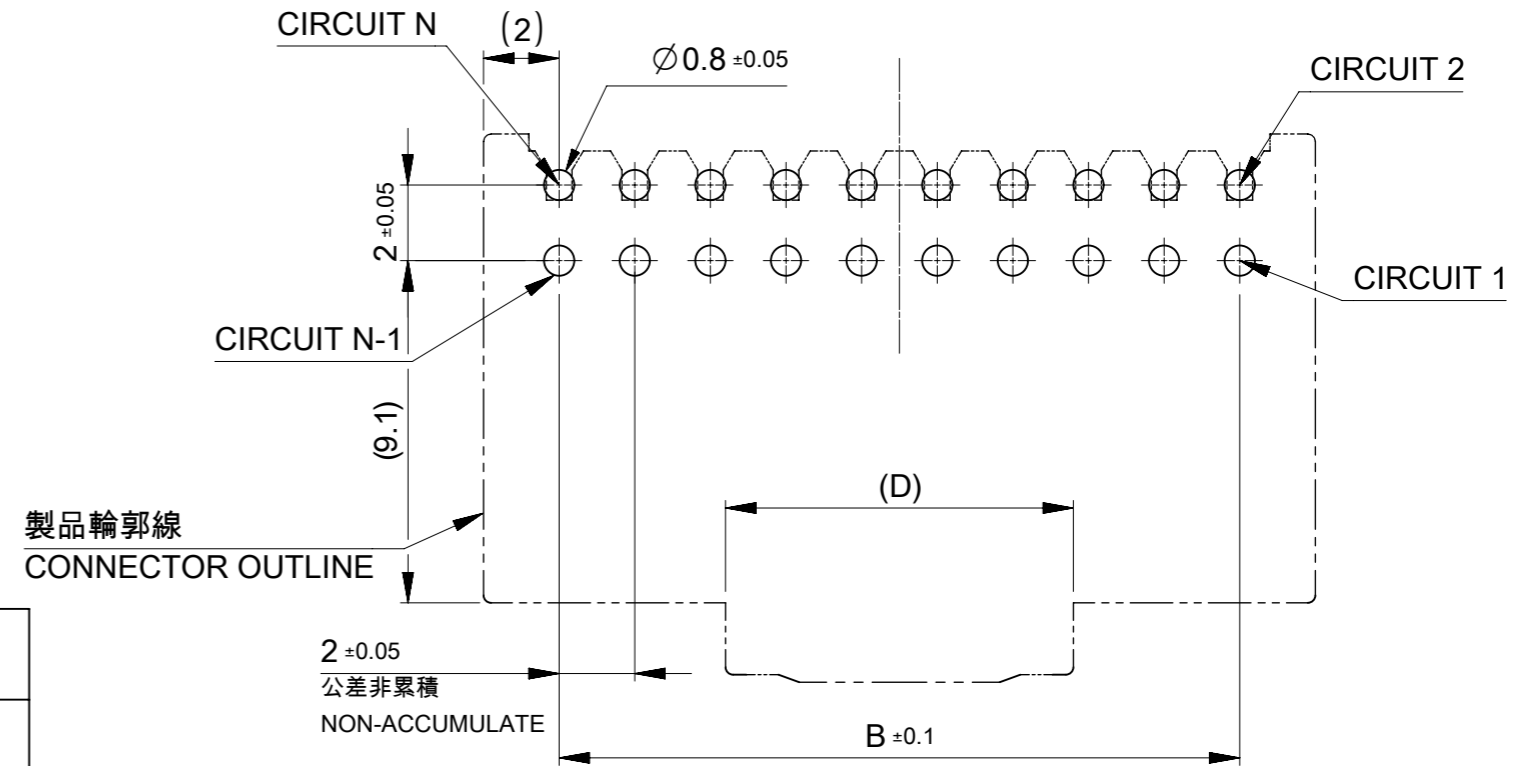 CIRCUIT N
(2)
∅0.8 ±0.05
CIRCUIT 2
2 ±0.05
CIRCUIT 1
CIRCUIT N-1
(9.1)
(D)
製品輪郭線
CONNECTOR OUTLINE
2 ±0.05
公差非累積
NON-ACCUMULATE
B ±0.1